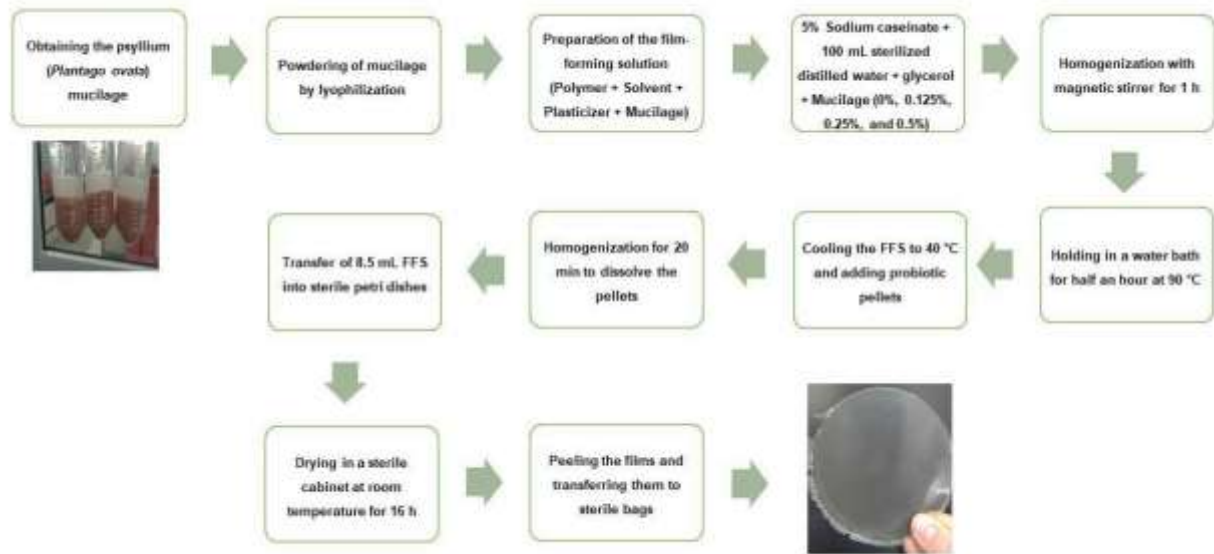 Obtaining the psyllium
(Plantago ovata)
mucilage
Powdering of mucilage
by lyophilization
Preparation of the film-
forming solution
(Polymer + Solvent +
Plasticizer + Mucilage)
5% Sodium caseinate +
100 mL sterilized
distilled water + glycerol
+ Mucilage (0%, 0.125%,
0.25%, and 0.5%)
Homogenization with
magnetic stirrer for 1 h
Holding in a water bath
for half an hour at 90 °C
Cooling the FFS to 40 °C
and adding probiotic
pellets
Homogenization for 20
min to dissolve the
pellets
Transfer of 8.5 mL FFS
into sterile petri dishes
Drying in a sterile
cabinet at room
temperature for 16 h
Peeling the films and
transferring them to
sterile bags